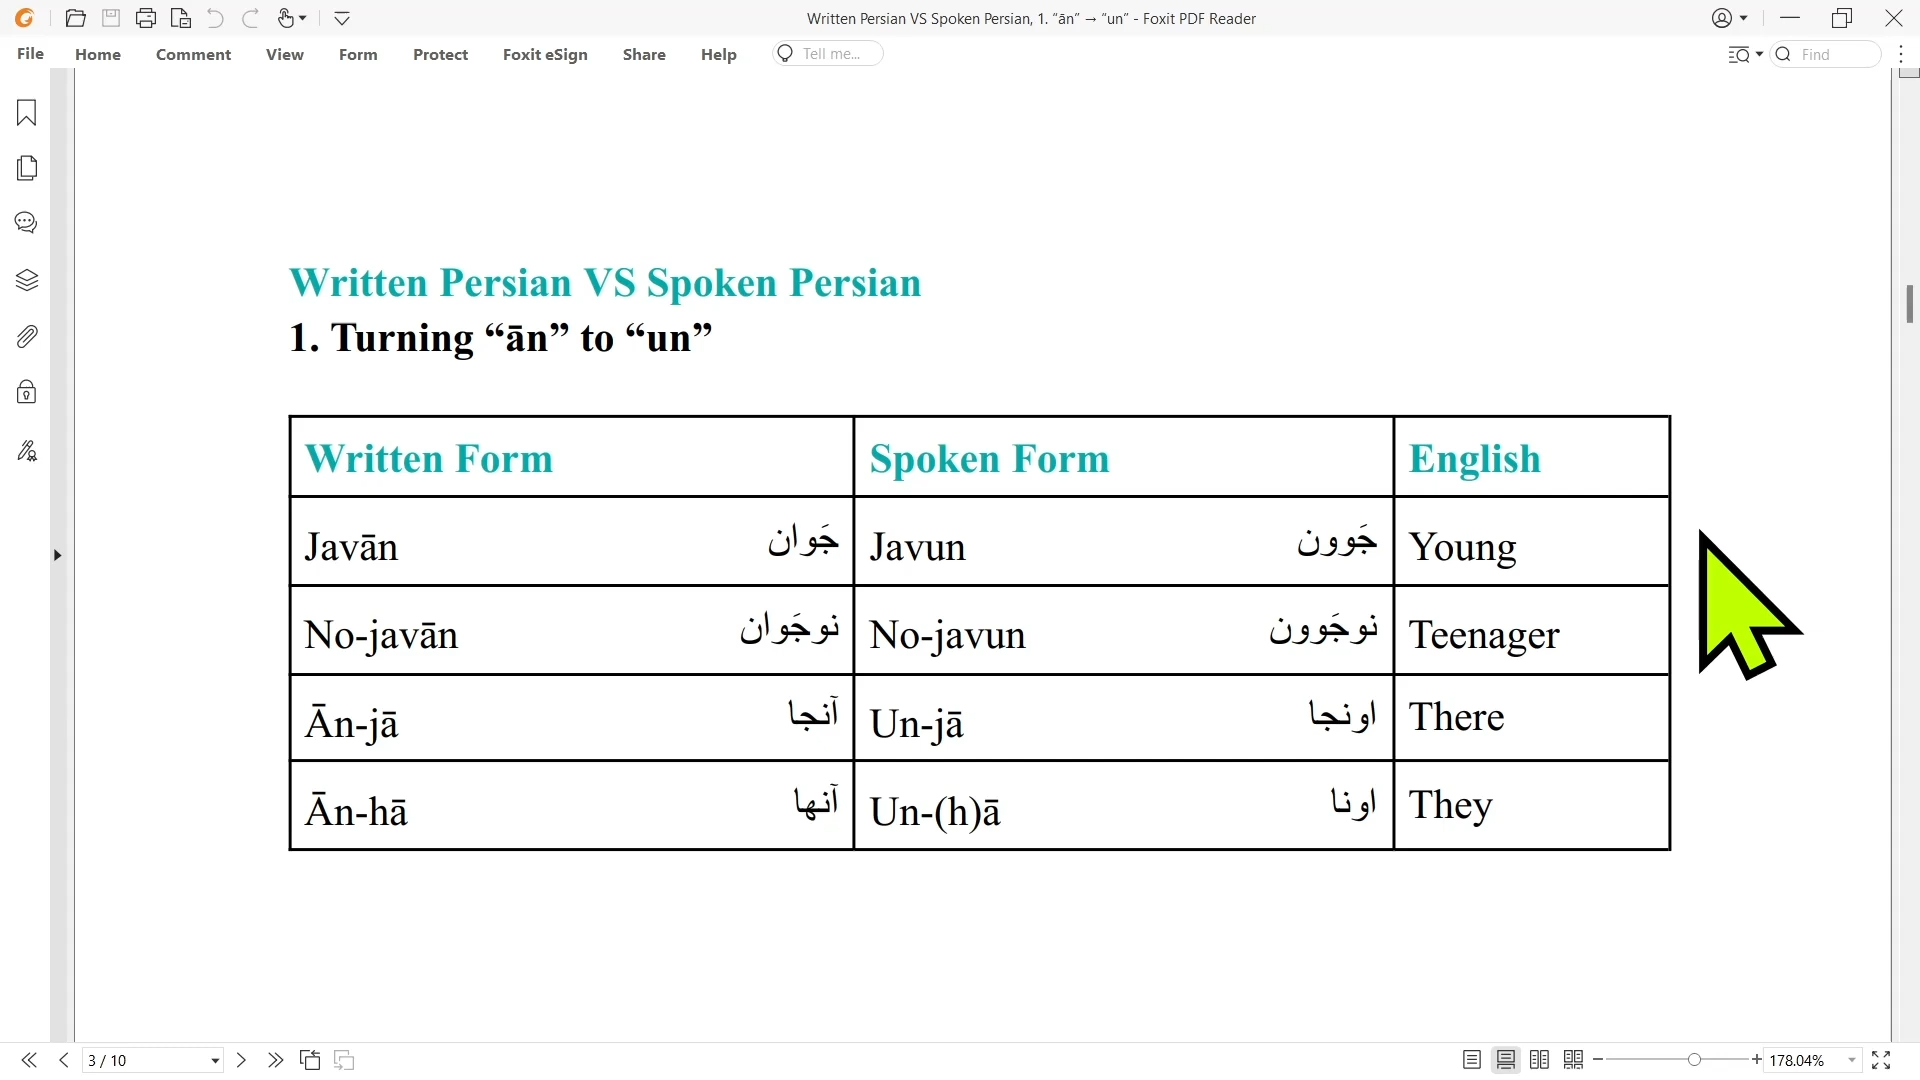 Written Persian VS Spoken Persian, 1. “ān” → “un” - Foxit PDF Reader
File Home Comment View Form Protect Foxit eSign Share Help Tell me... Find
Written Persian VS Spoken Persian
1. Turning “ān” to “un”
Written Form Spoken Form English
Javān جَوان Javun جَوون Young
No-javān نوجَوان No-javun نوجَوون Teenager
Ān-jā آنجا Un-jā اونجا There
Ān-hā آنها Un-(h)ā اونا They
3 / 10 178.04%